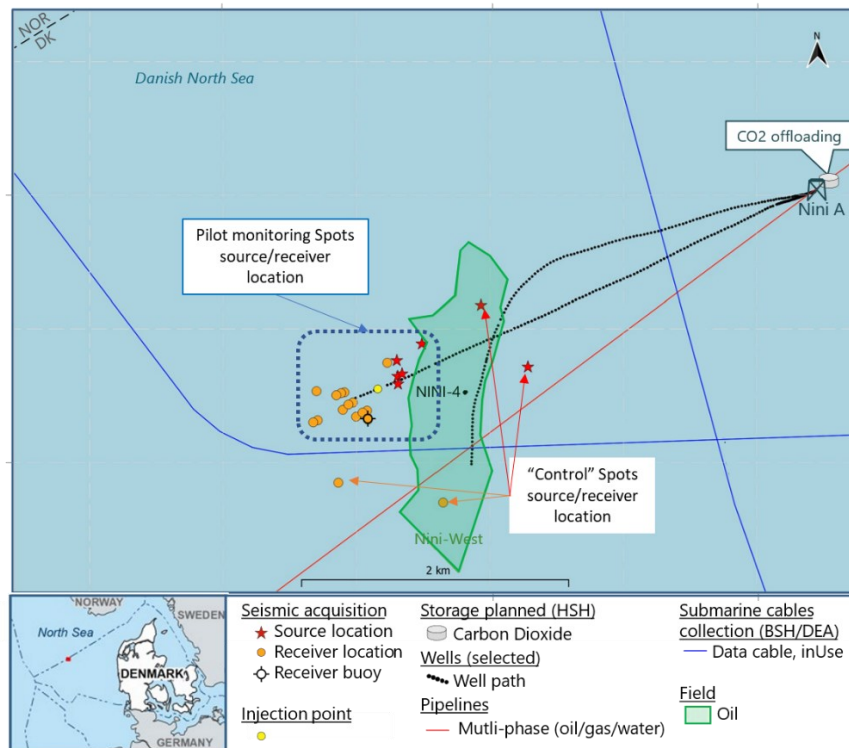 NOR
DK
Danish North Sea
N
CO2 offloading
Nini A
Pilot monitoring Spots
source/receiver
location
NINI-4
"Control" Spots
source/receiver
location
Nini-West
2 km
NORWAY
SWEDEN
North Sea
DENMARK
GERMANY
Seismic acquisition
Source location
Receiver location
Receiver buoy
Injection point
Storage planned (HSH)
Carbon Dioxide
Wells (selected)
Well path
Pipelines
Mutli-phase (oil/gas/water)
Submarine cables
collection (BSH/DEA)
Data cable, inUse
Field
Oil